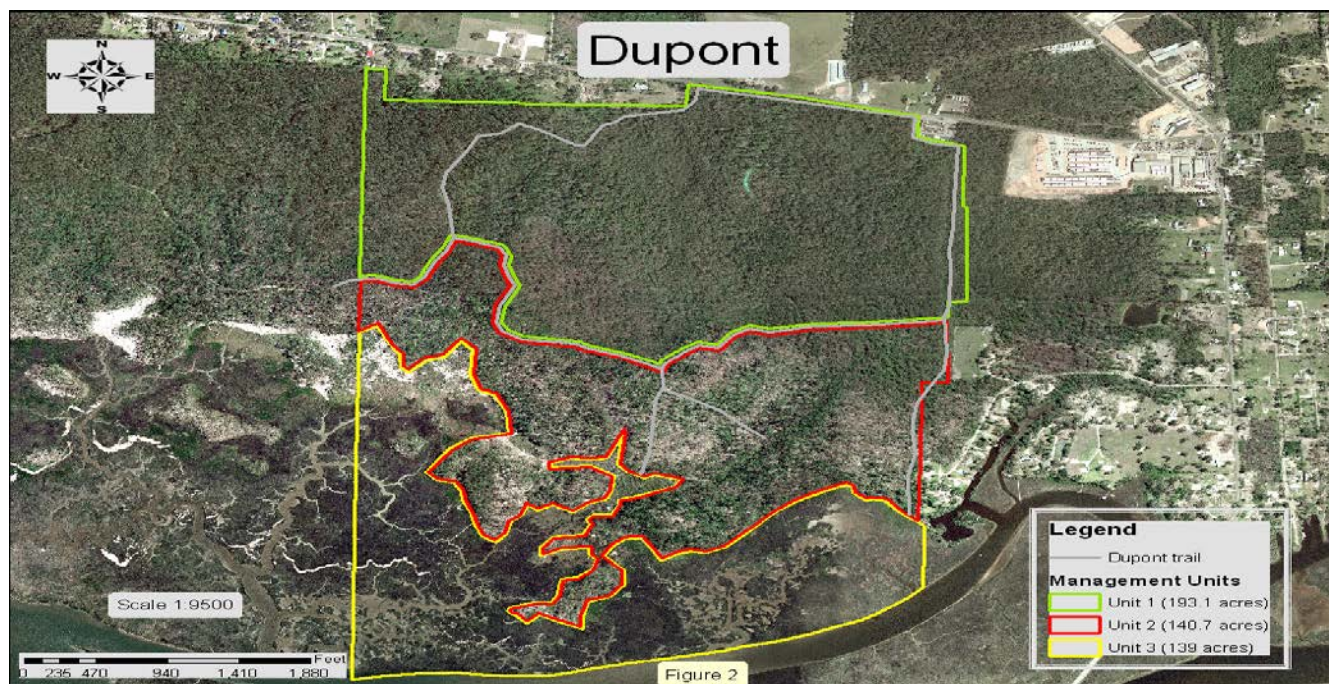 Dupont
N
W E
S
Legend
Dupont trail
Management Units
Unit 1 (193.1 acres)
Unit 2 (140.7 acres)
Unit 3 (139 acres)
Scale 1:9500
Feet
0 235 470 940 1,410 1,880
Figure 2